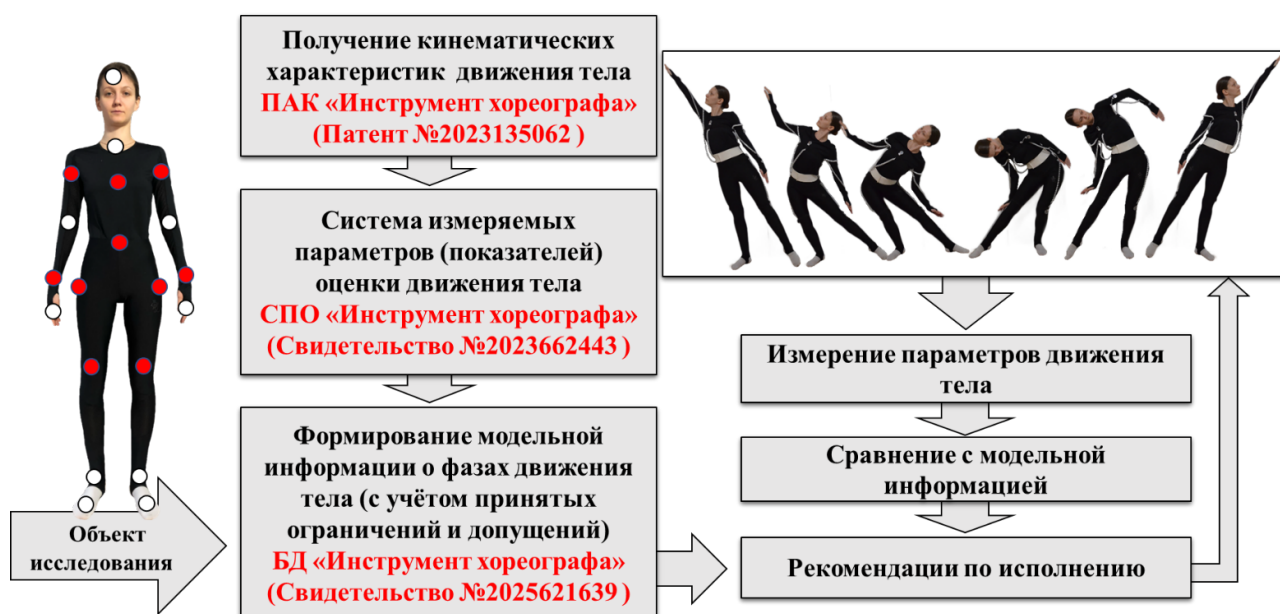 Получение кинематических
характеристик движения тела
ПАК «Инструмент хореографа»
(Патент №2023135062 )
Система измеряемых
параметров (показателей)
оценки движения тела
СПО «Инструмент хореографа»
(Свидетельство №2023662443 )
Формирование модельной
информации о фазах движения
тела (с учётом принятых
ограничений и допущений)
БД «Инструмент хореографа»
(Свидетельство №2025621639 )
Объект
исследования
Измерение параметров движения
тела
Сравнение с модельной
информацией
Рекомендации по исполнению